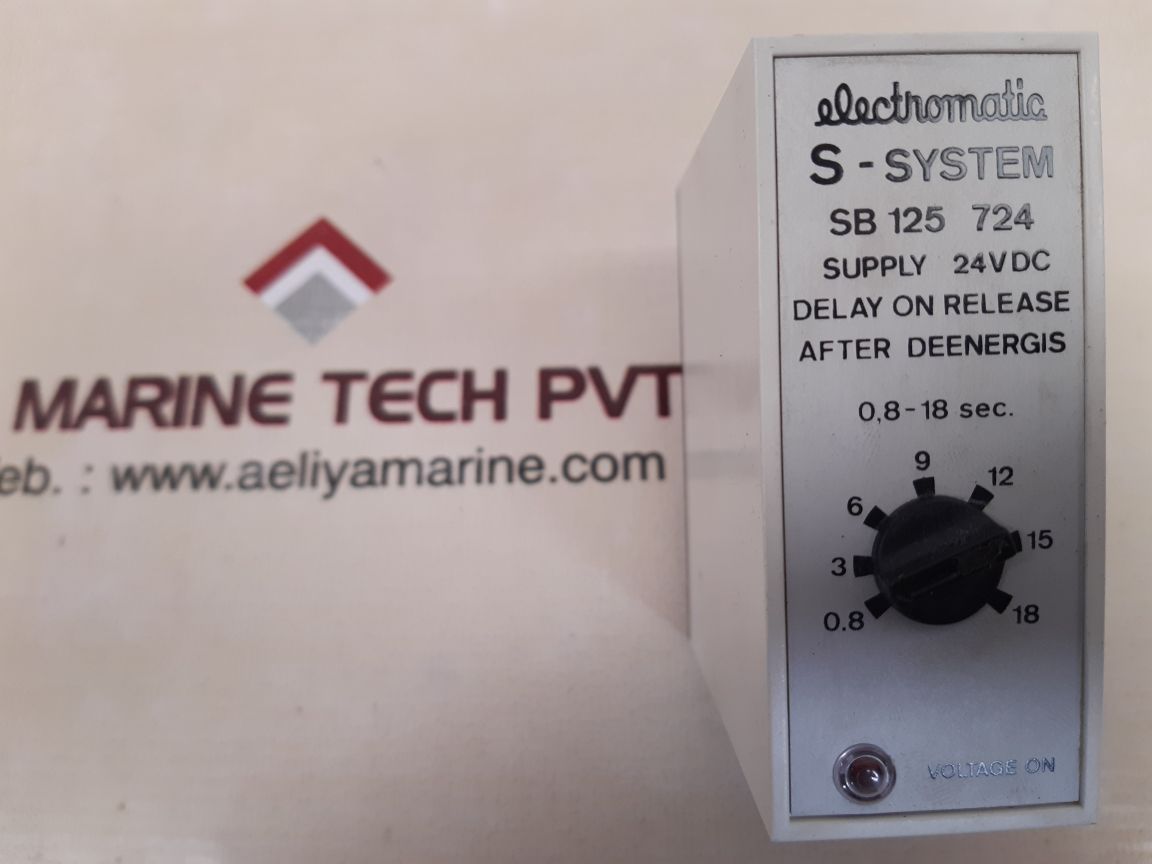 MARINE TECH PVT
eb. : www.aeliyamarine.com
electromatic
S - SYSTEM
SB 125 724
SUPPLY 24VDC
DELAY ON RELEASE
AFTER DEENERGIS
0,8-18 sec.
9
12
6
15
3
0.8
18
VOLTAGE ON